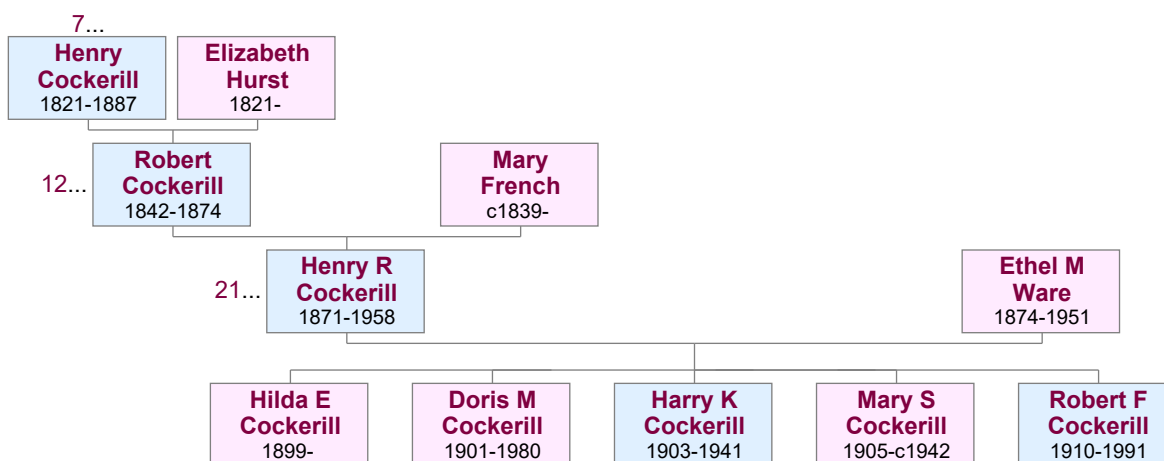 7...
Henry
Cockerill
1821-1887
Elizabeth
Hurst
1821-
12...
Robert
Cockerill
1842-1874
Mary
French
c1839-
21...
Henry R
Cockerill
1871-1958
Ethel M
Ware
1874-1951
Hilda E
Cockerill
1899-
Doris M
Cockerill
1901-1980
Harry K
Cockerill
1903-1941
Mary S
Cockerill
1905-c1942
Robert F
Cockerill
1910-1991